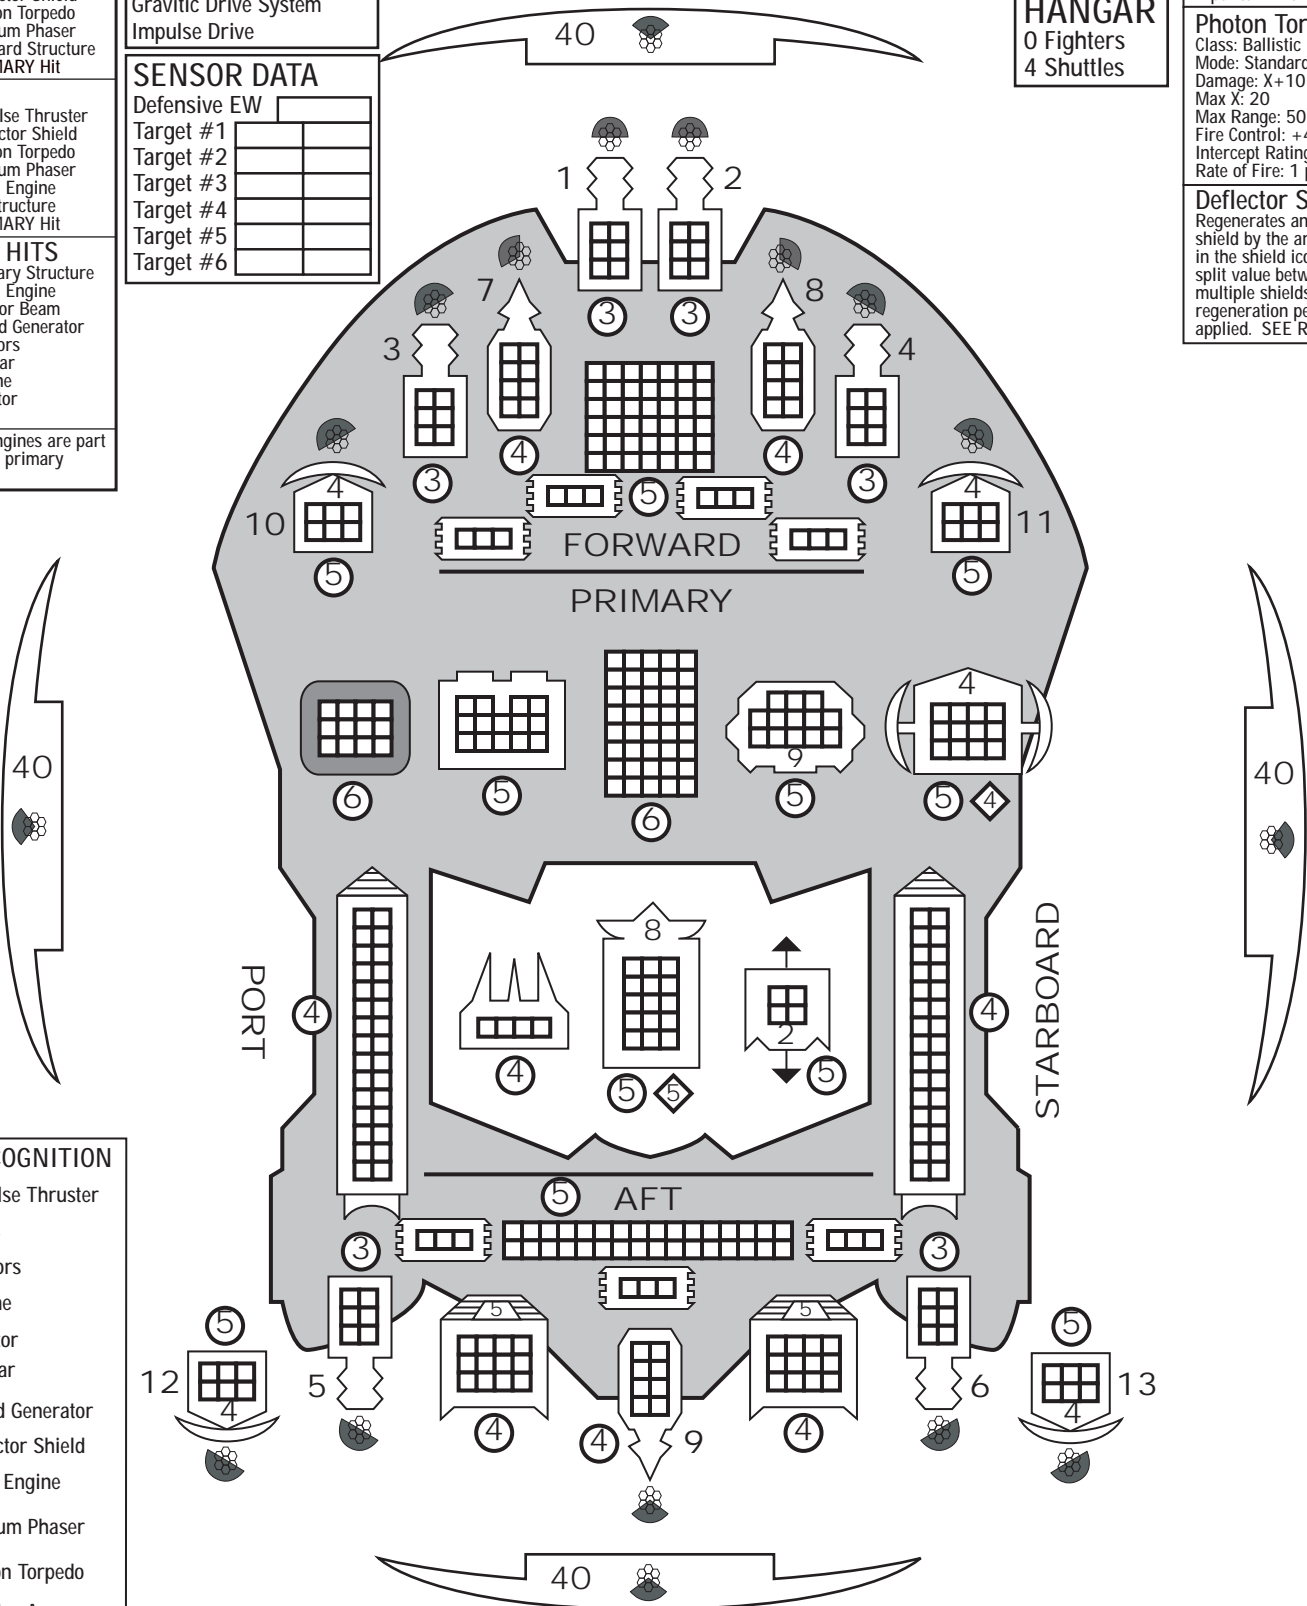 ctor Shield
on Torpedo
um Phaser
ard Structure
MARY Hit
lse Thruster
ctor Shield
on Torpedo
um Phaser
Engine
tructure
MARY Hit
HITS
ary Structure
Engine
or Beam
d Generator
ors
ar
ne
tor
ngines are part
primary
Gravitic Drive System
Impulse Drive
SENSOR DATA
Defensive EW
Target #1
Target #2
Target #3
Target #4
Target #5
Target #6
40
HANGAR
0 Fighters
4 Shuttles
Photon Tor
Class: Ballistic
Mode: Standard
Damage: X+10
Max X: 20
Max Range: 50
Fire Control: +4
Intercept Rating
Rate of Fire: 1 p
Deflector S
Regenerates an
shield by the ar
in the shield ico
split value betw
multiple shields
regeneration pe
applied. SEE R
1 2
7 8
3 3
3 4
4 4
3 5 3
4 4
10 11
FORWARD
5 5
PRIMARY
4
9
6 5 6 5 5 4
40
40
8
PORT
STARBOARD
4 4
2
4 5 5 5
5 AFT
3 3
5 5
5 5
12 4 5 6 4 13
4 4 9 4
40
OGNITION
lse Thruster
ors
ne
tor
ar
d Generator
ctor Shield
Engine
um Phaser
on Torpedo